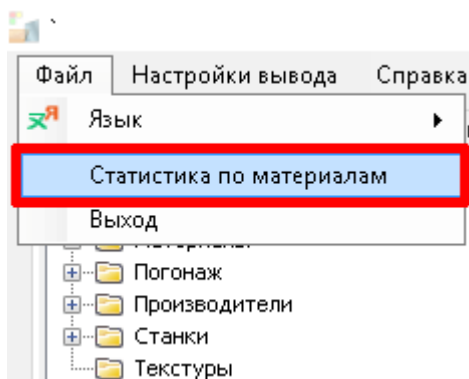 Файл Настройки вывода Справка
Язык
Статистика по материалам
Выход
Погонаж
Производители
Станки
Текстуры